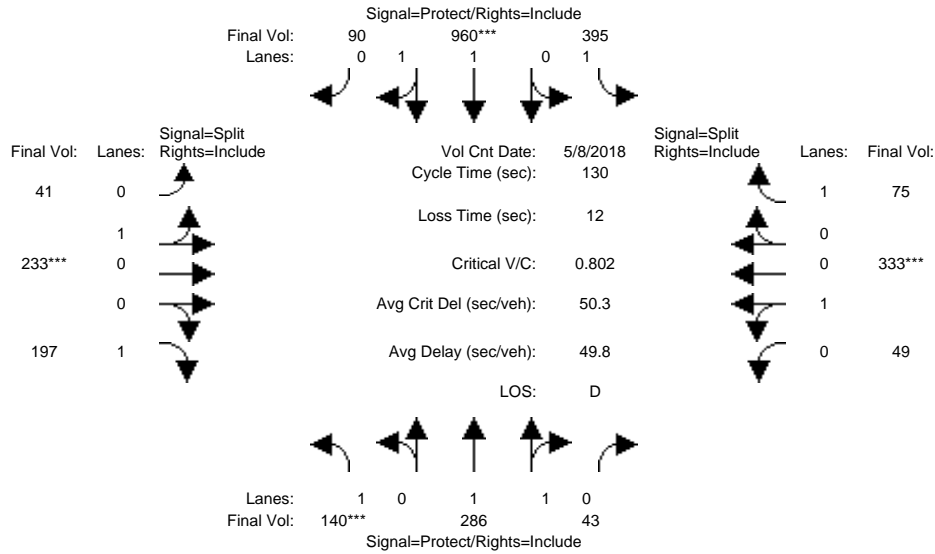 Signal=Protect/Rights=Include
Final Vol: 90 960*** 395
Lanes: 0 1 1 0 1
Signal=Split
Final Vol: Lanes: Rights=Include
Vol Cnt Date: 5/8/2018
Signal=Split
Rights=Include Lanes: Final Vol:
Cycle Time (sec): 130
41 0
1 75
Loss Time (sec): 12
1
0
233*** 0
Critical V/C: 0.802
0 333***
0
Avg Crit Del (sec/veh): 50.3
1
197 1
Avg Delay (sec/veh): 49.8
0 49
LOS: D
Lanes: 1 0 1 1 0
Final Vol: 140*** 286 43
Signal=Protect/Rights=Include